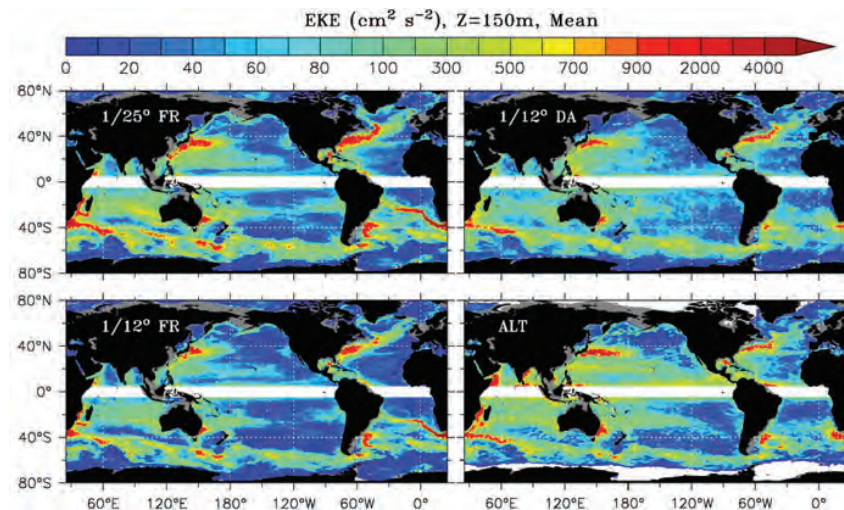 EKE (cm² s⁻²), Z=150m, Mean
0 20 40 60 80 100 300 500 700 900 2000 4000
80°N
40°N
0°
40°S
80°S
1/25° FR
1/12° DA
80°N
40°N
0°
40°S
80°S
1/12° FR
ALT
60°E 120°E 180° 120°W 60°W 0° 60°E 120°E 180° 120°W 60°W 0°